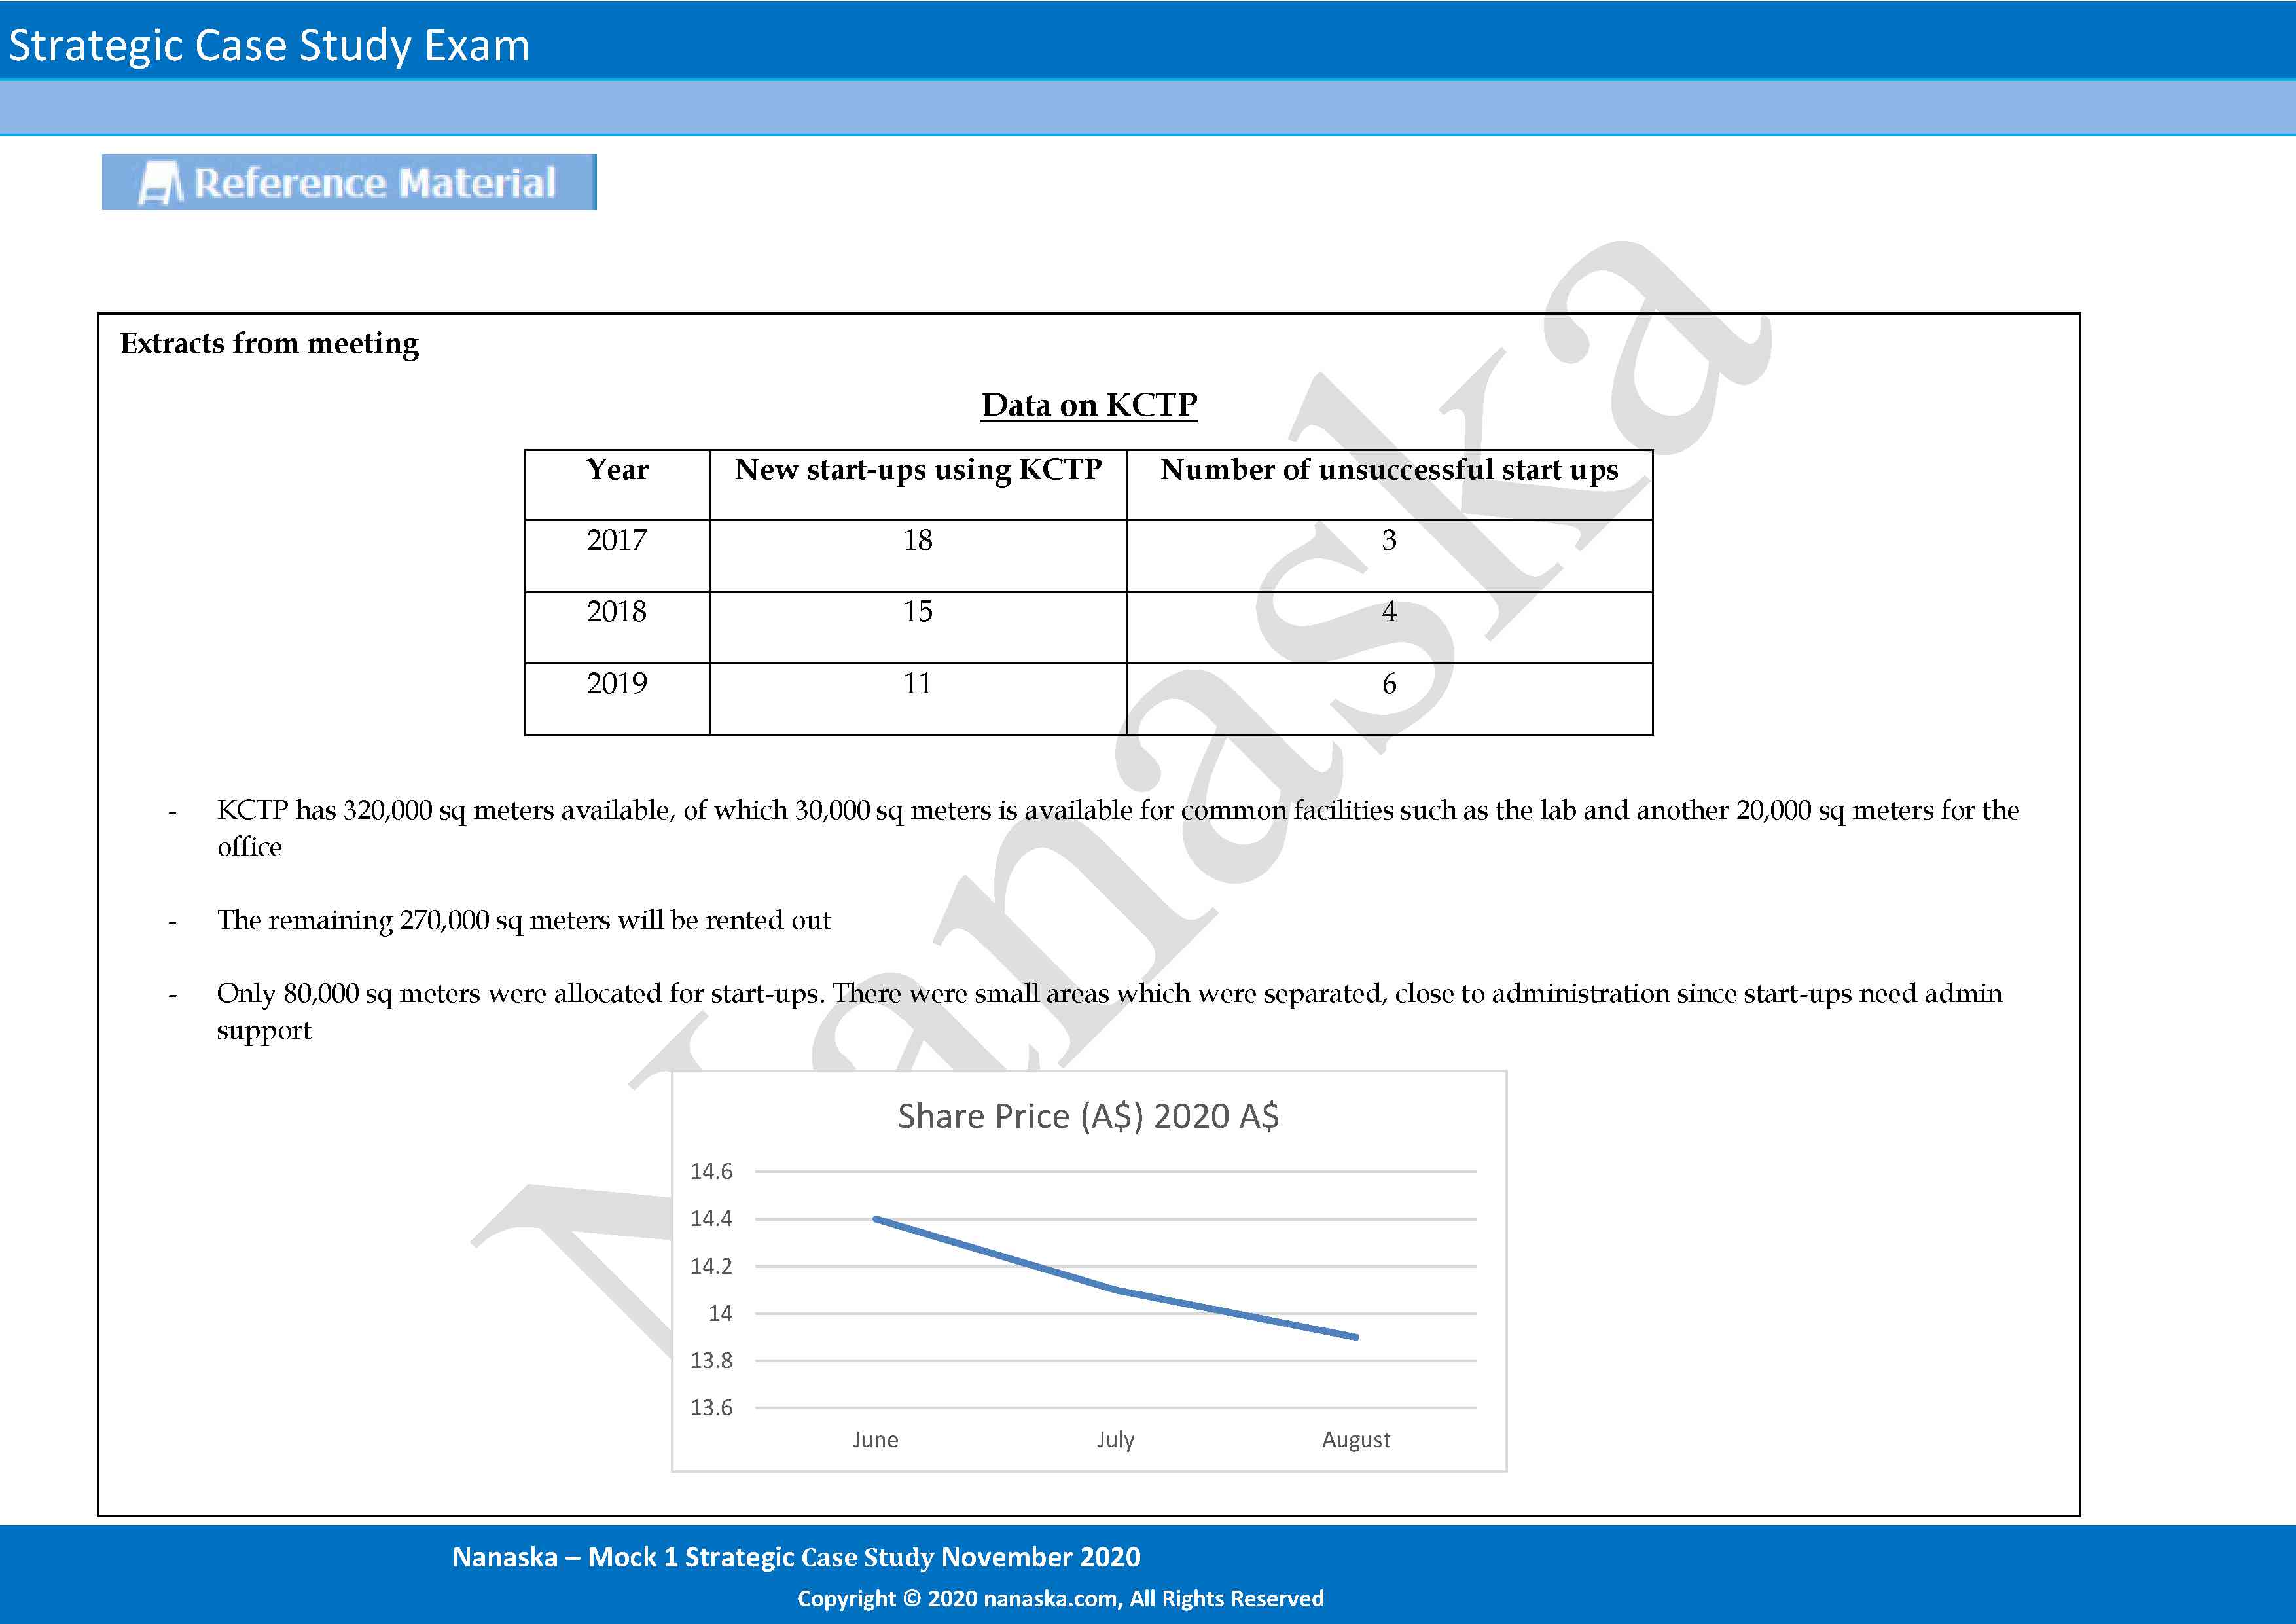 Strategic Case Study Exam
Reference Material
Extracts from meeting
Data on KCTP
Year New start-ups using KCTP Number of unsuccessful start ups
2017 18 3
2018 15 4
2019 11 6
- KCTP has 320,000 sq meters available, of which 30,000 sq meters is available for common facilities such as the lab and another 20,000 sq meters for the
office
- The remaining 270,000 sq meters will be rented out
- Only 80,000 sq meters were allocated for start-ups. There were small areas which were separated, close to administration since start-ups need admin
support
Share Price (A$) 2020 A$
14.6
14.4
14.2
14
13.8
13.6
June July August
Nanaska
Nanaska – Mock 1 Strategic Case Study November 2020
Copyright © 2020 nanaska.com, All Rights Reserved